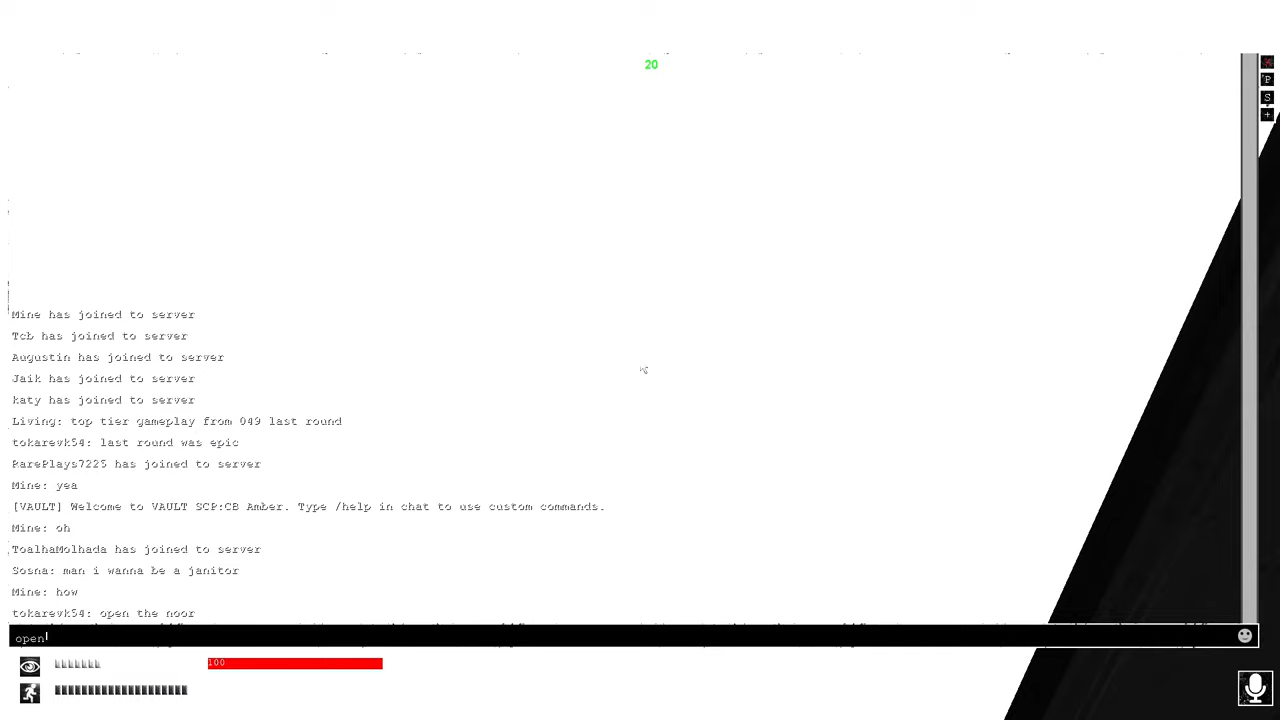 20
K
P
S
+
Mine has joined to server
Tcb has joined to server
Augustin has joined to server
Jaik has joined to server
katy has joined to server
Living: top tier gameplay from 049 last round
tokarevk54: last round was epic
RarePlays7225 has joined to server
Mine: yea
[VAULT] Welcome to VAULT SCP:CB Amber. Type /help in chat to use custom commands.
Mine: oh
ToalhaMolhada has joined to server
Sosna: man i wanna be a janitor
Mine: how
tokarevk54: open the noor
open
100